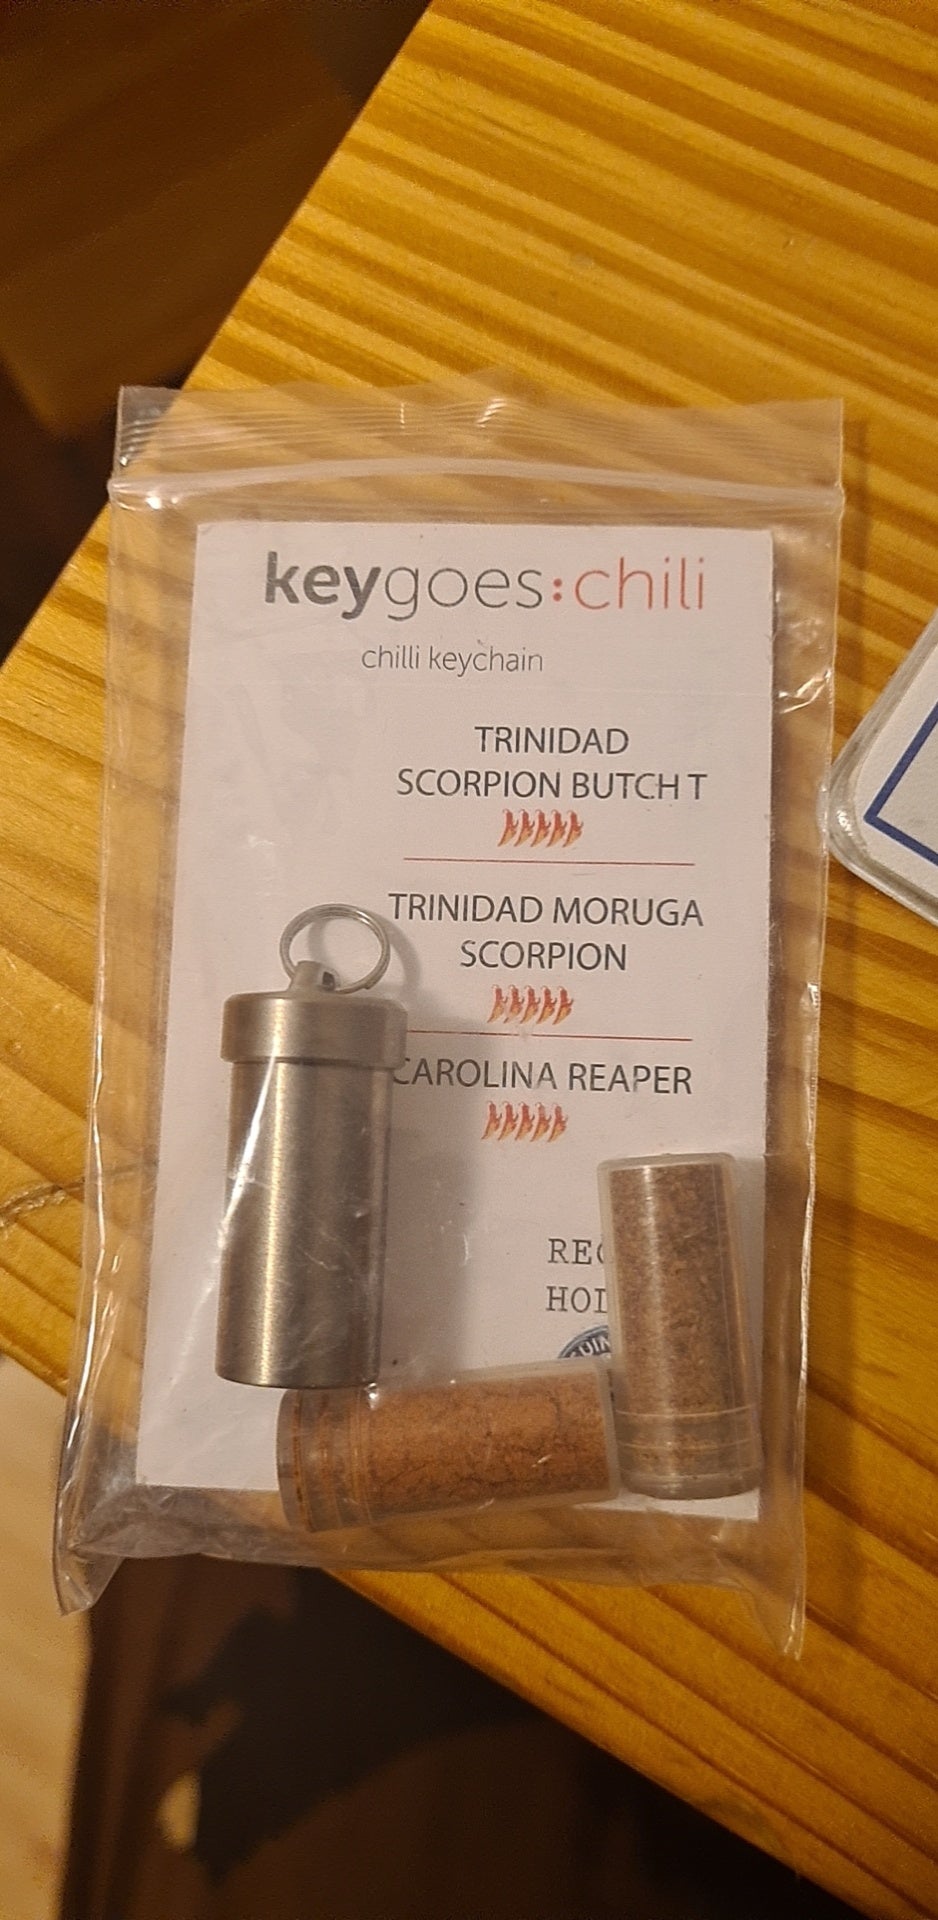 keygoes:chili
chilli keychain
TRINIDAD
SCORPION BUTCH T
TRINIDAD MORUGA
SCORPION
CAROLINA REAPER